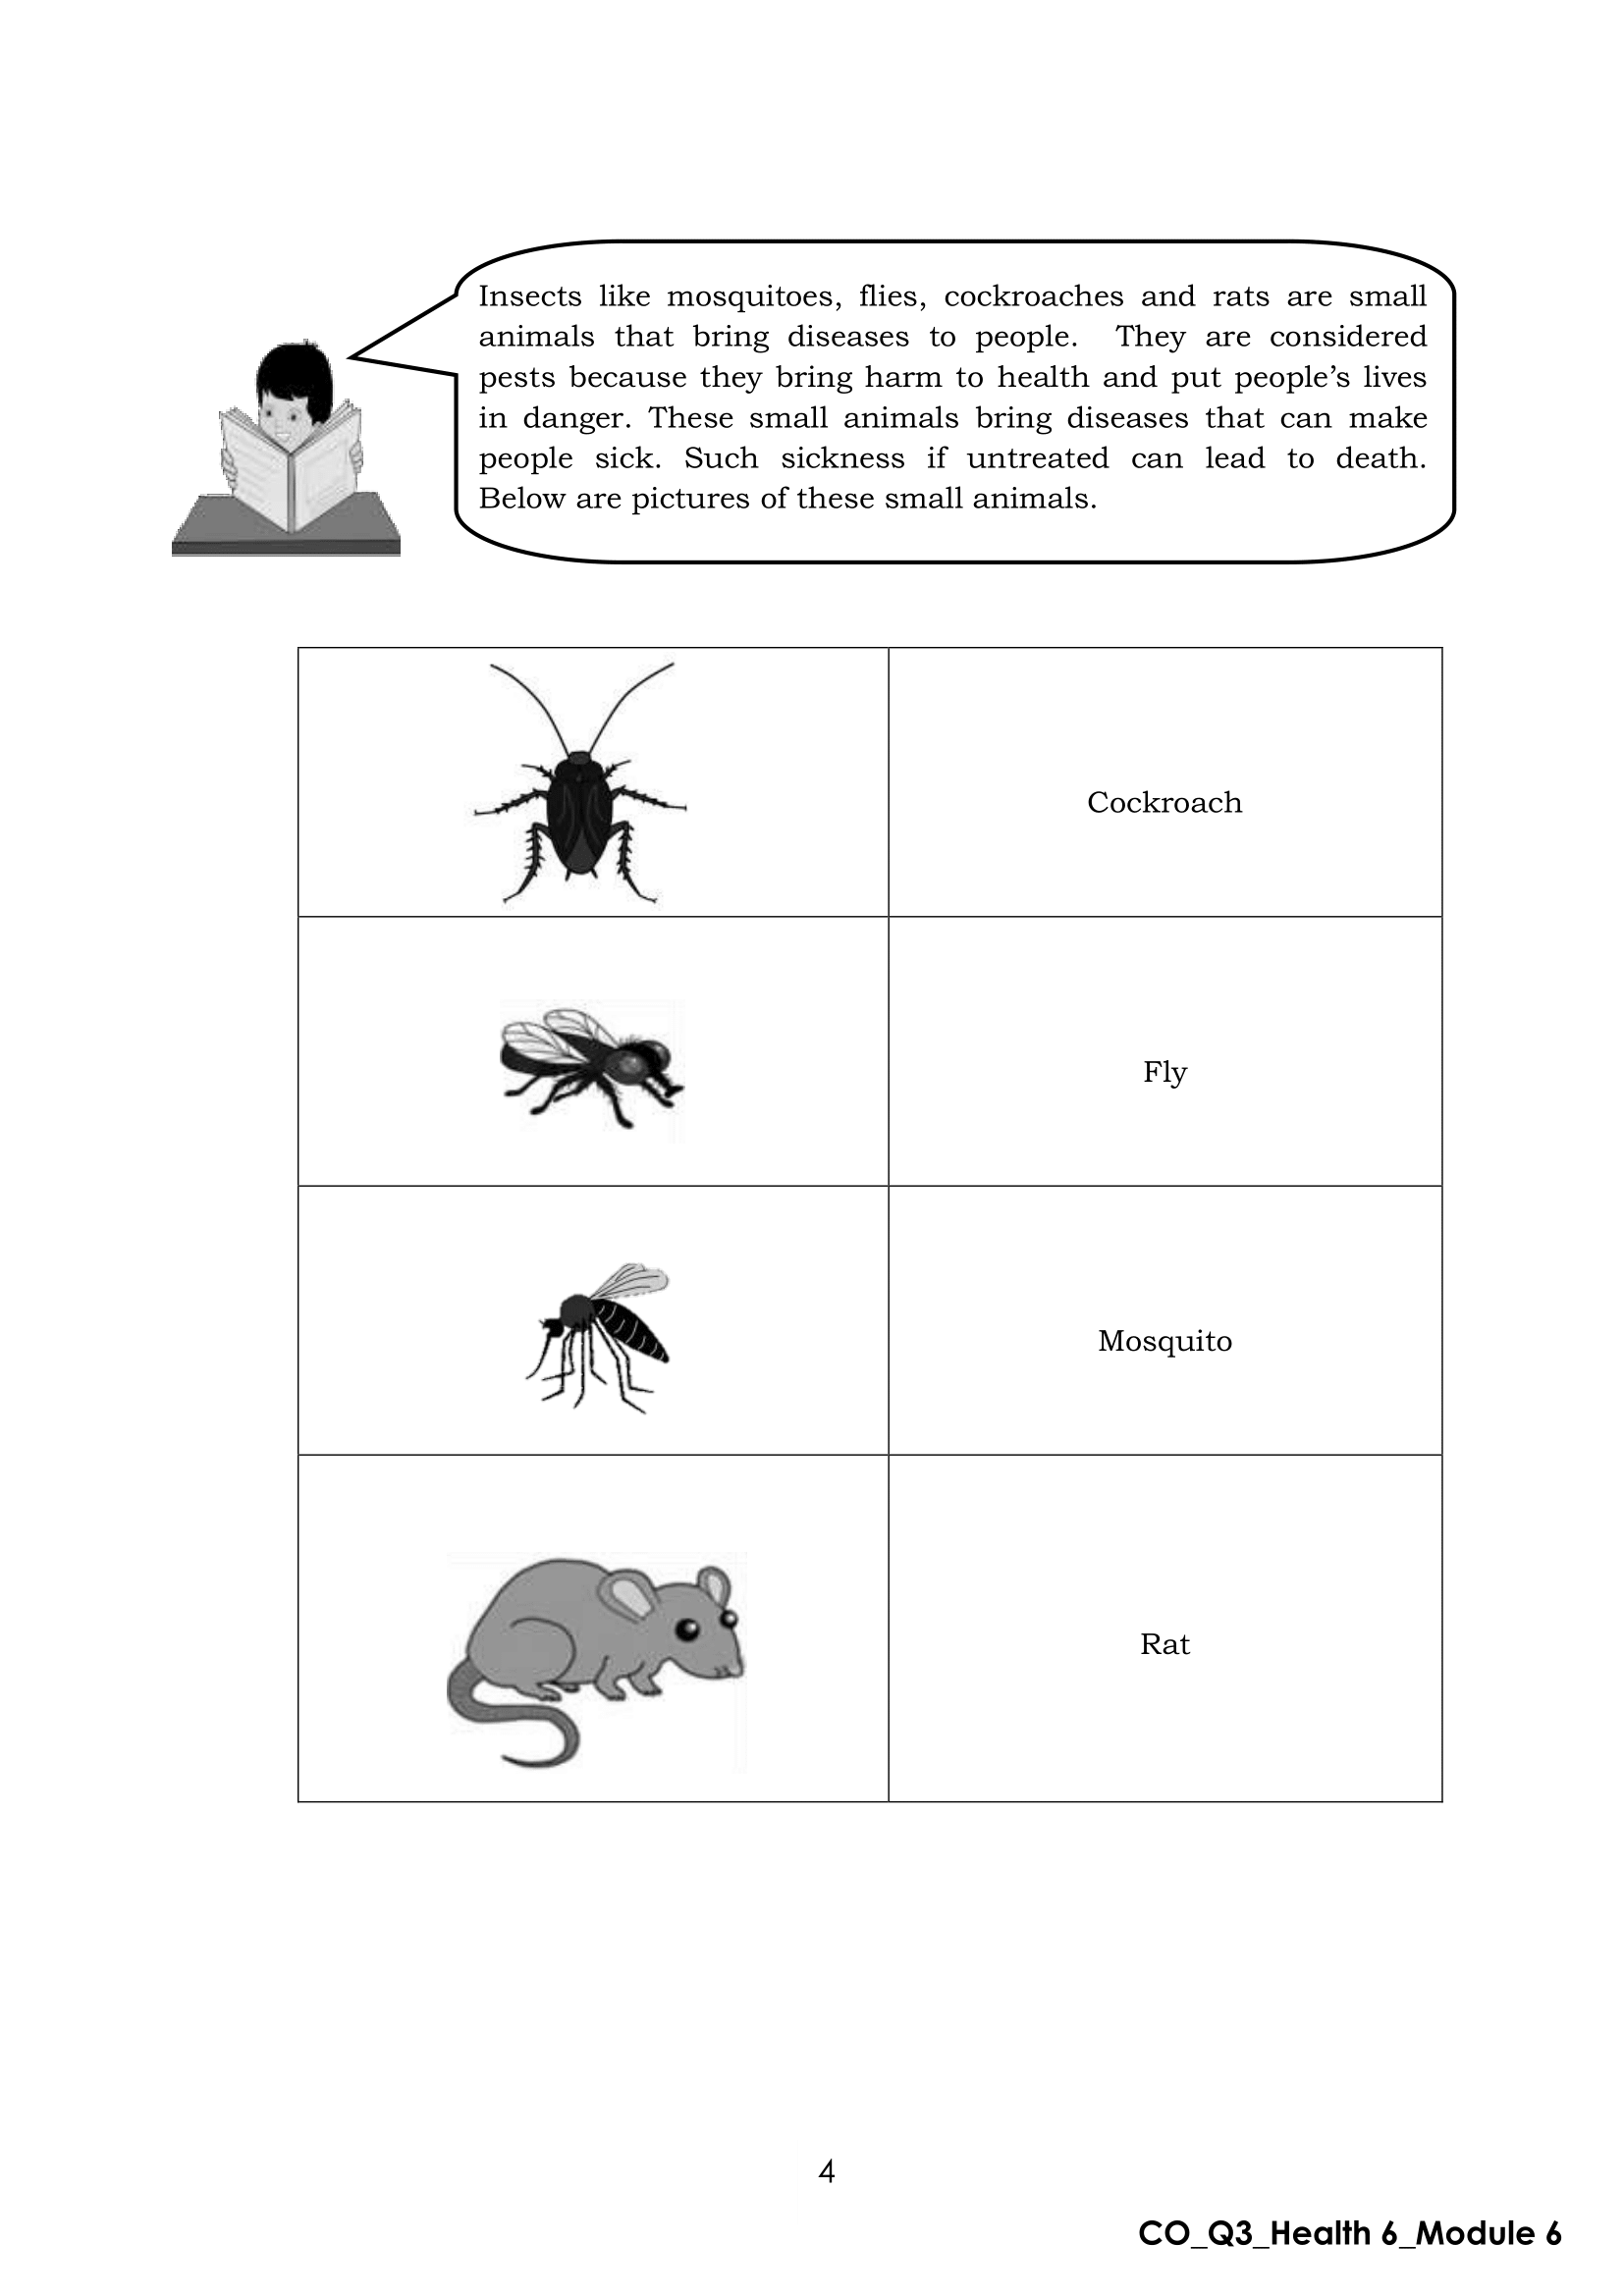 Insects like mosquitoes, flies, cockroaches and rats are small
animals that bring diseases to people.  They are considered
pests because they bring harm to health and put people’s lives
in danger. These small animals bring diseases that can make
people sick. Such sickness if untreated can lead to death.
Below are pictures of these small animals.
Cockroach
Fly
Mosquito
Rat
4
CO_Q3_Health 6_Module 6